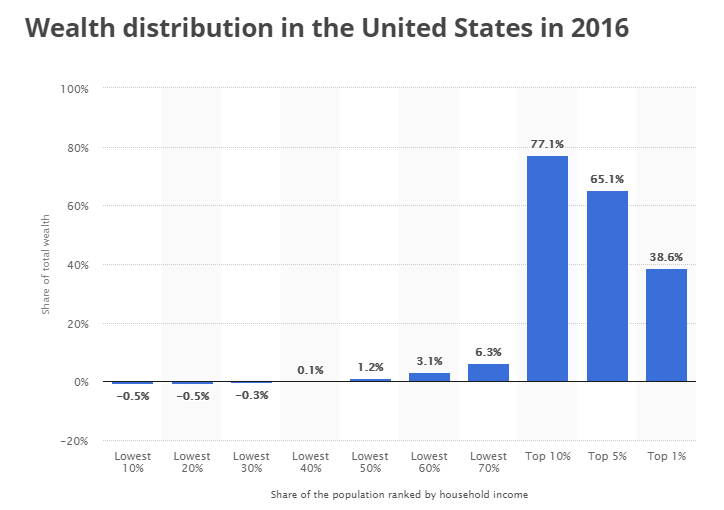 Wealth distribution in the United States in 2016
100%
80%
60%
40%
20%
0%
−20%
Share of total wealth
−0.5%
−0.5%
−0.3%
0.1%
1.2%
3.1%
6.3%
77.1%
65.1%
38.6%
Lowest
10%
Lowest
20%
Lowest
30%
Lowest
40%
Lowest
50%
Lowest
60%
Lowest
70%
Top 10%
Top 5%
Top 1%
Share of the population ranked by household income